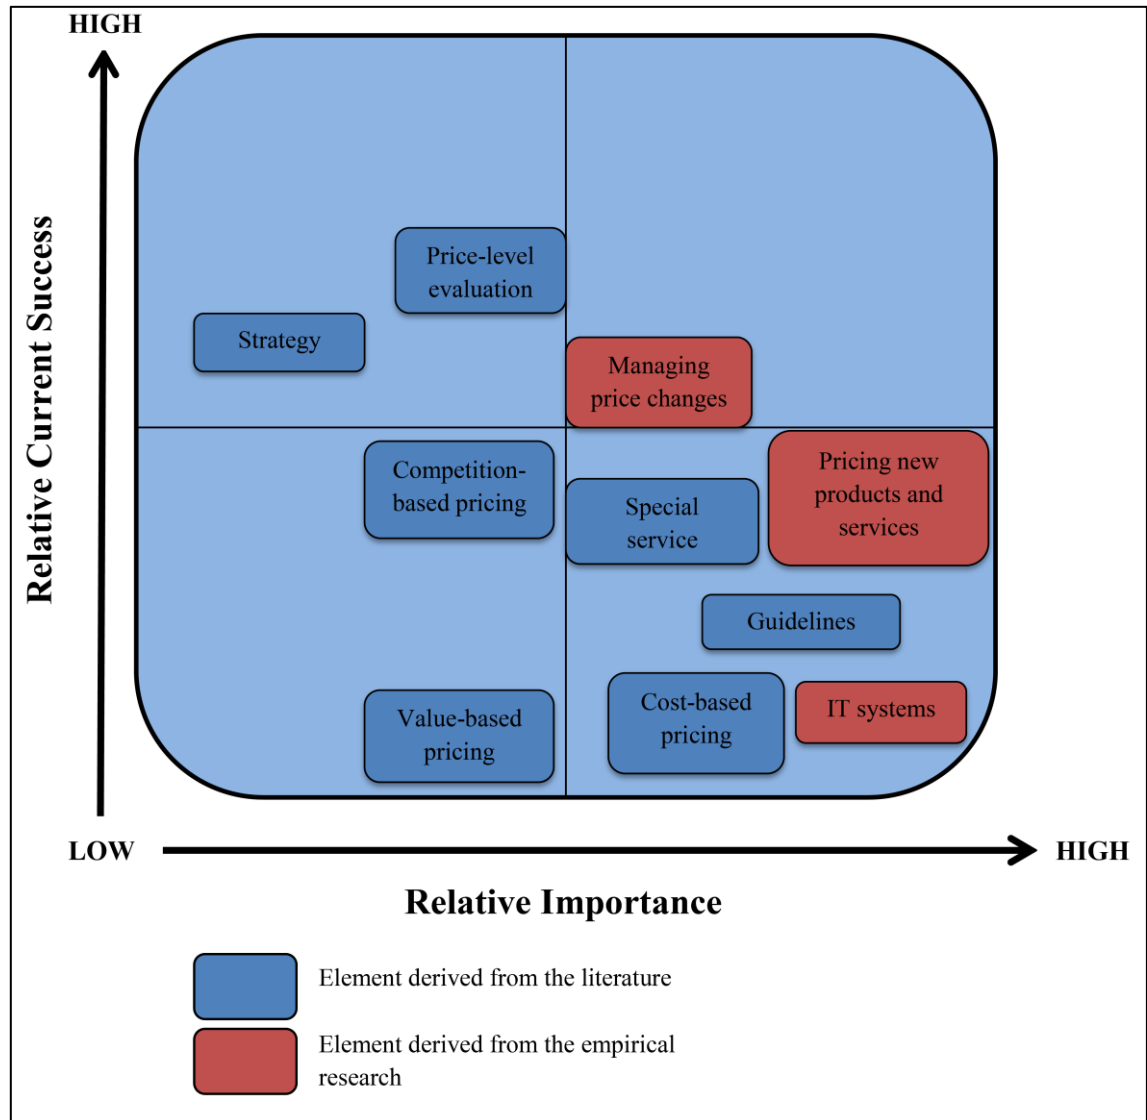 HIGH
Relative Current Success
Price-level
evaluation
Strategy
Managing
price changes
Competition-
based pricing
Special
service
Pricing new
products and
services
Guidelines
Value-based
pricing
Cost-based
pricing
IT systems
LOW
HIGH
Relative Importance
Element derived from the literature
Element derived from the empirical
research